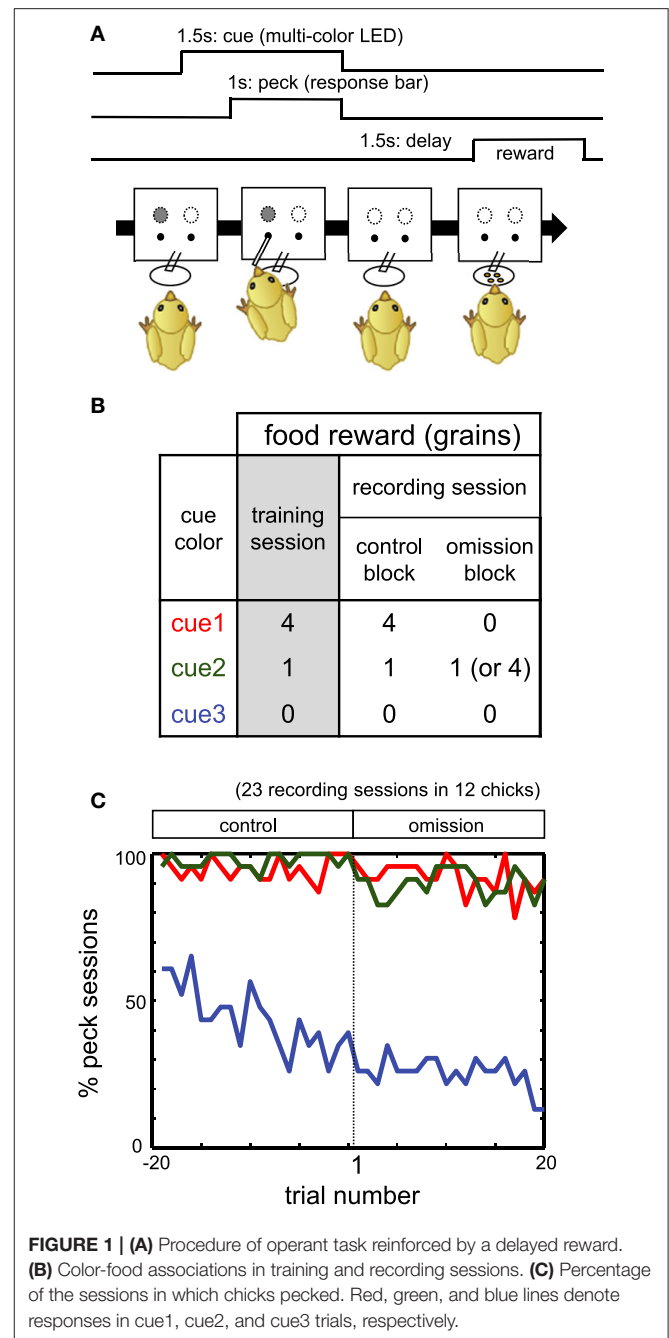 A
1.5s: cue (multi-color LED)
1s: peck (response bar)
1.5s: delay
reward
B
food reward (grains)
cue color
training session
recording session
control block
omission block
cue1 4 4 0
cue2 1 1 1 (or 4)
cue3 0 0 0
C
(23 recording sessions in 12 chicks)
control omission
100
50
0
% peck sessions
-20 1 20
trial number
FIGURE 1 | (A) Procedure of operant task reinforced by a delayed reward.
(B) Color-food associations in training and recording sessions. (C) Percentage
of the sessions in which chicks pecked. Red, green, and blue lines denote
responses in cue1, cue2, and cue3 trials, respectively.